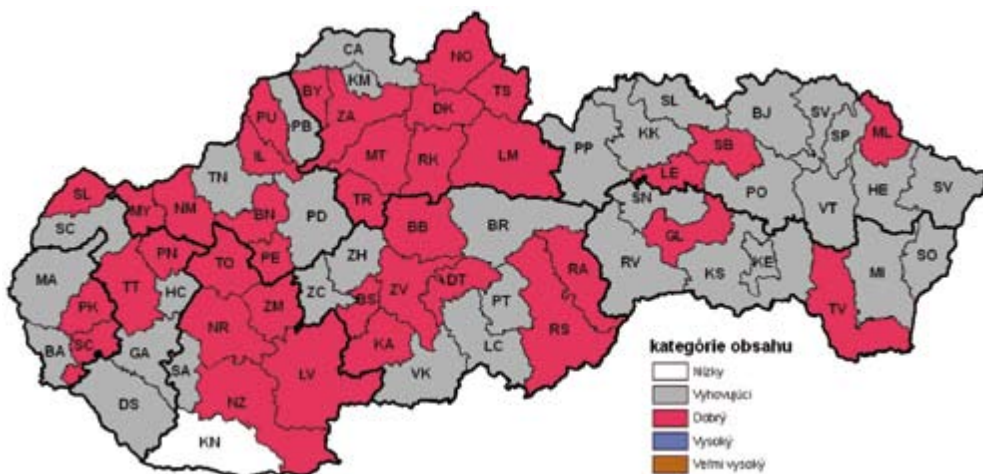 CA
NO
KM
BY
TS
PU
PB
ZA
DK
SL
BJ
SV
SP
ML
KK
IL
MT
RK
LM
PP
SB
LE
TN
PO
HE
SV
SL
MY
NM
BN
TR
PD
BR
SN
VT
SC
BB
GL
PN
TO
PE
ZH
RV
KS
KE
MI
SO
MA
TT
HC
ZM
ZC
BS
ZV
DT
PT
RA
PK
NR
RS
TV
BA
SC
GA
SA
LV
KA
VK
LC
DS
NZ
KN
kategórie obsahu
Nízky
Vyhovujúci
Dobrý
Vysoký
Veľmi vysoký